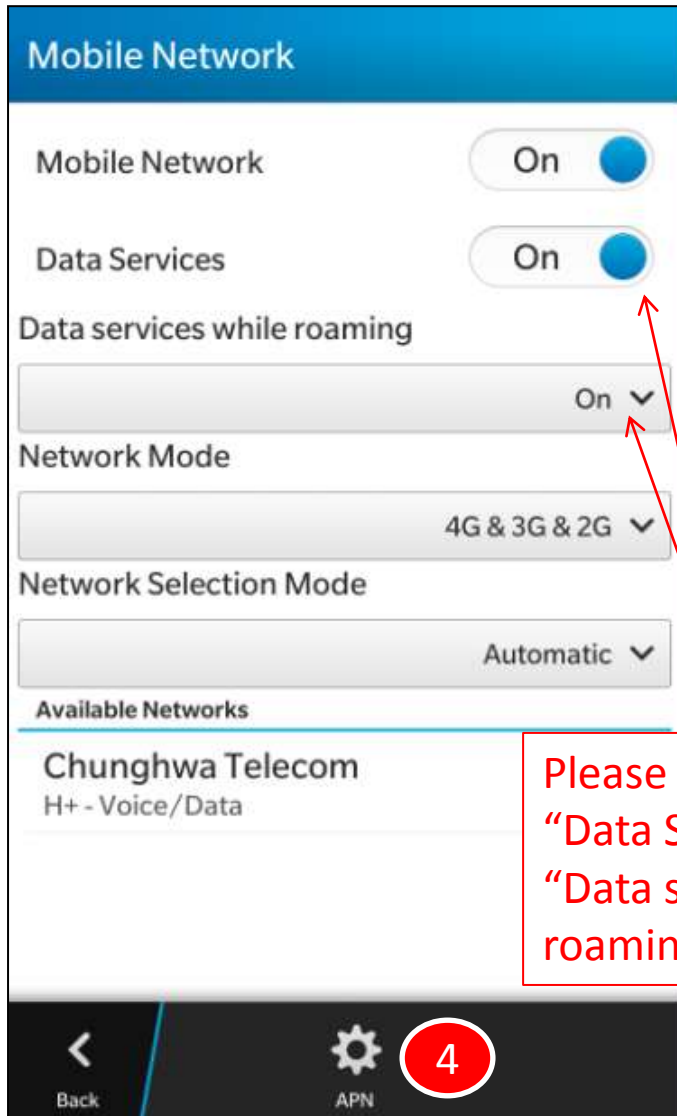 Mobile Network
Mobile Network On
Data Services On
Data services while roaming
On
Network Mode
4G & 3G & 2G
Network Selection Mode
Automatic
Available Networks
Chunghwa Telecom
H+ - Voice/Data
Please
“Data
“Data
4
Back
APN